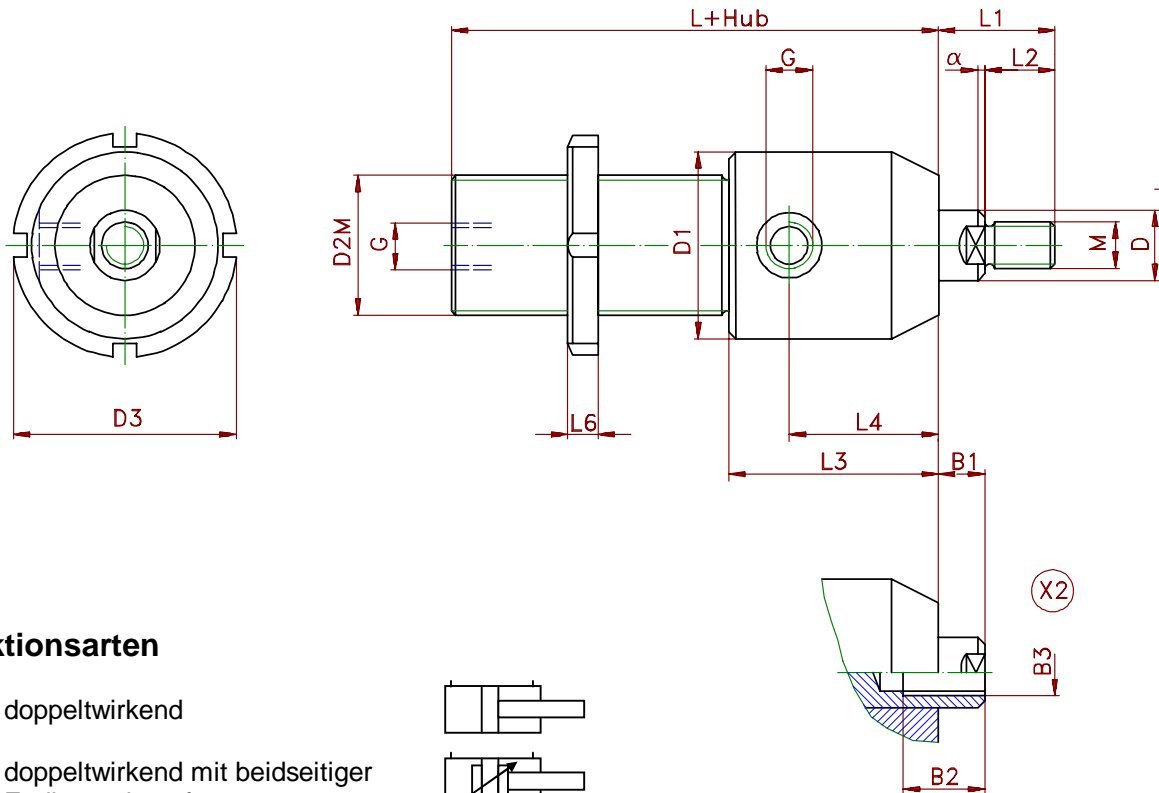 L+Hub
L1
G
α
L2
D2M
G
D1
M
D
D3
L6
L4
L3
B1
X2
B3
B2
ktionsarten
doppeltwirkend
doppeltwirkend mit beidseitiger